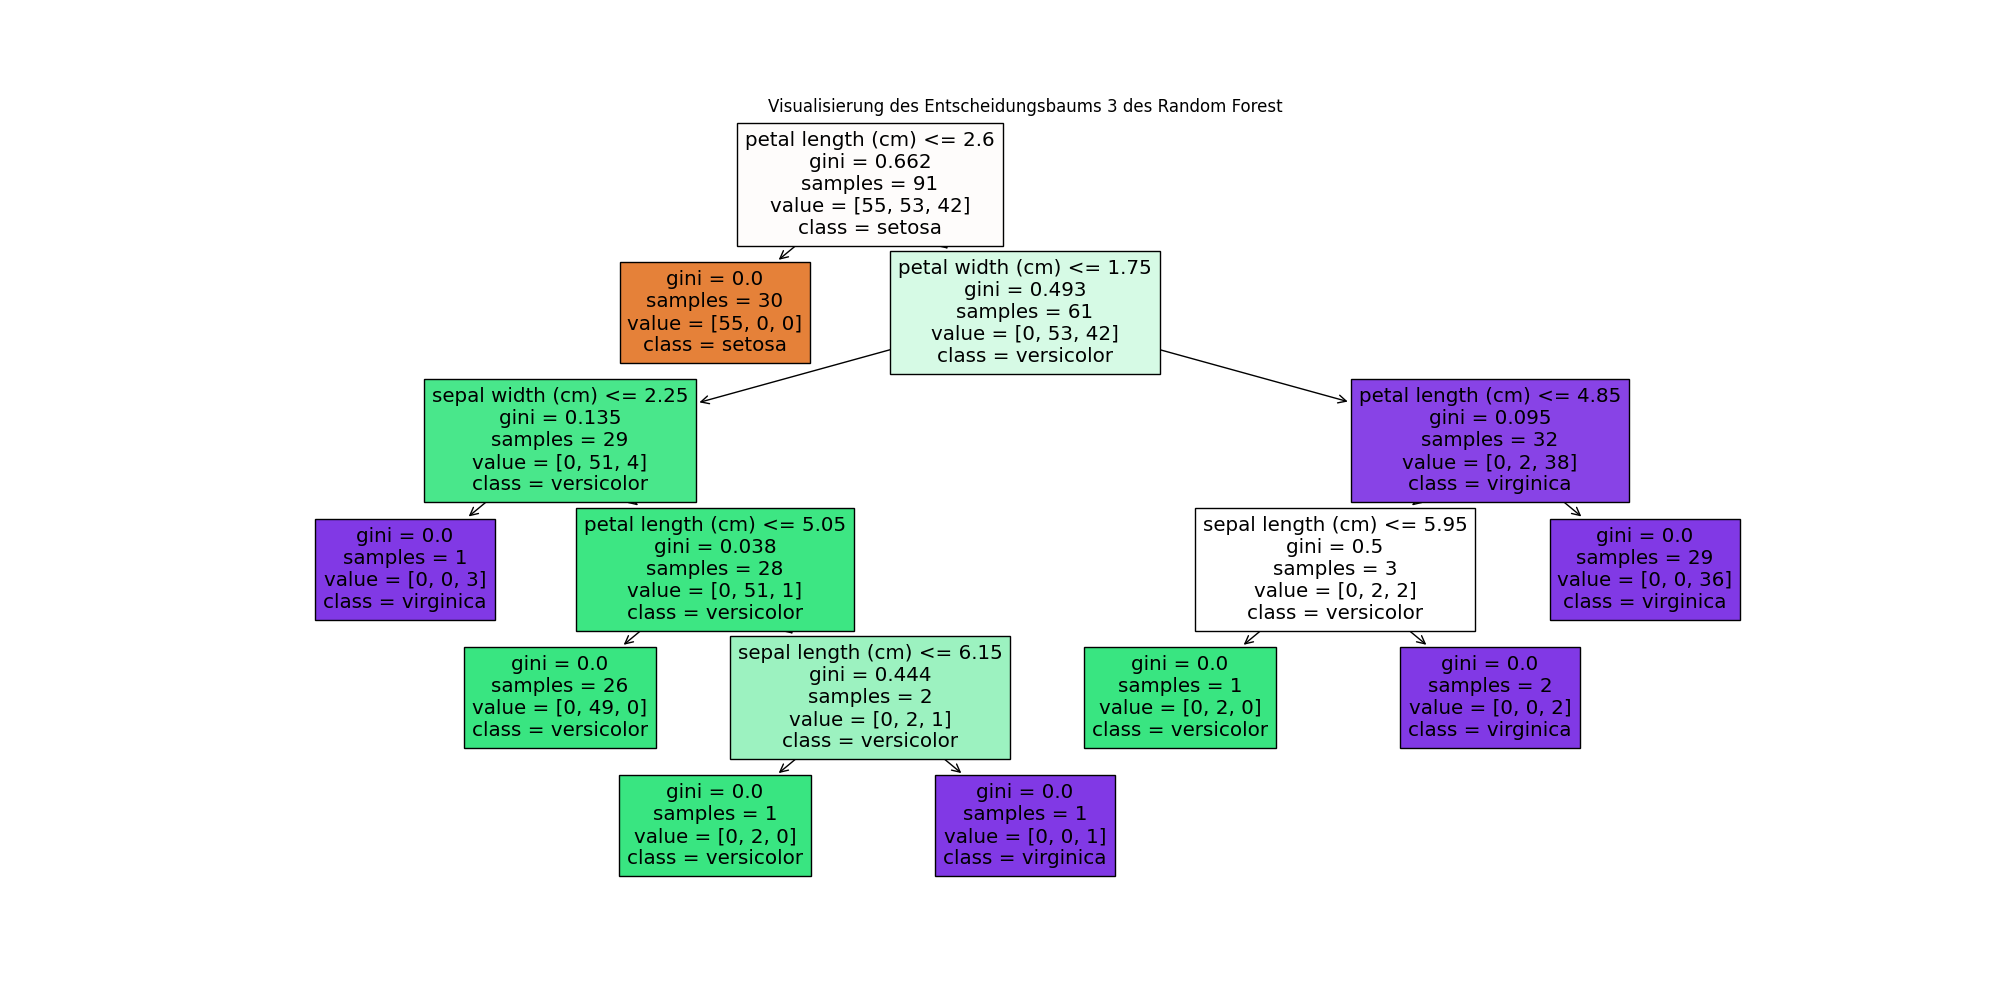 Visualisierung des Entscheidungsbaums 3 des Random Forest
petal length (cm) <= 2.6
gini = 0.662
samples = 91
value = [55, 53, 42]
class = setosa
gini = 0.0
samples = 30
value = [55, 0, 0]
class = setosa
petal width (cm) <= 1.75
gini = 0.493
samples = 61
value = [0, 53, 42]
class = versicolor
sepal width (cm) <= 2.25
gini = 0.135
samples = 29
value = [0, 51, 4]
class = versicolor
petal length (cm) <= 4.85
gini = 0.095
samples = 32
value = [0, 2, 38]
class = virginica
gini = 0.0
samples = 1
value = [0, 0, 3]
class = virginica
petal length (cm) <= 5.05
gini = 0.038
samples = 28
value = [0, 51, 1]
class = versicolor
sepal length (cm) <= 5.95
gini = 0.5
samples = 3
value = [0, 2, 2]
class = versicolor
gini = 0.0
samples = 29
value = [0, 0, 36]
class = virginica
gini = 0.0
samples = 26
value = [0, 49, 0]
class = versicolor
sepal length (cm) <= 6.15
gini = 0.444
samples = 2
value = [0, 2, 1]
class = versicolor
gini = 0.0
samples = 1
value = [0, 2, 0]
class = versicolor
gini = 0.0
samples = 2
value = [0, 0, 2]
class = virginica
gini = 0.0
samples = 1
value = [0, 2, 0]
class = versicolor
gini = 0.0
samples = 1
value = [0, 0, 1]
class = virginica